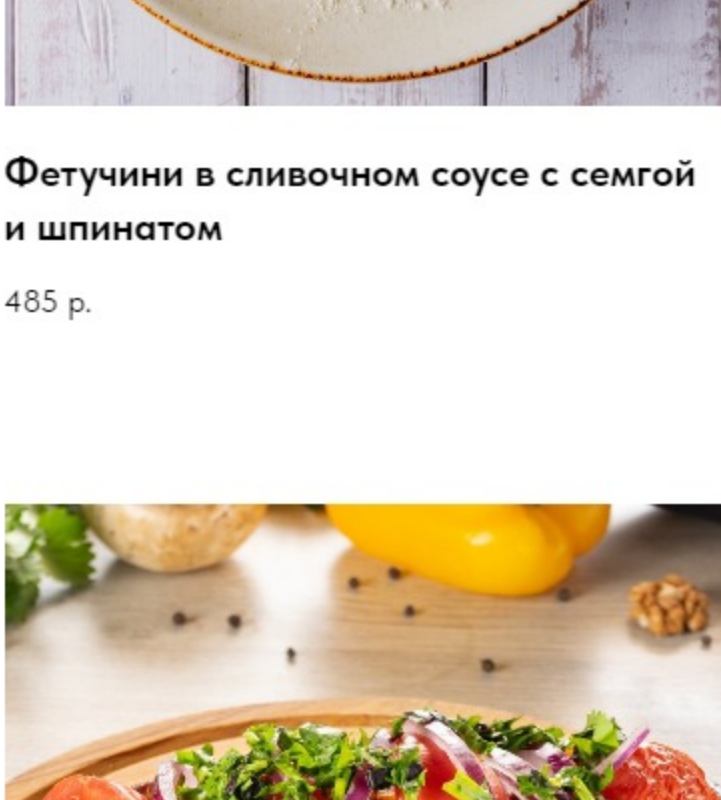 Фетучини в сливочном соусе с семгой
и шпинатом
485 р.